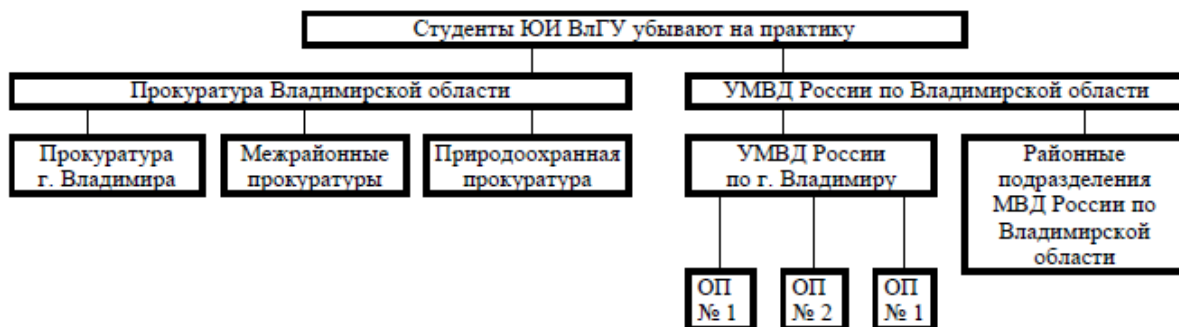 Студенты ЮИ ВлГУ убывают на практику
Прокуратура Владимирской области
УМВД России по Владимирской области
Прокуратура
г. Владимира
Межрайонные
прокуратуры
Природоохранная
прокуратура
УМВД России
по г. Владимиру
Районные
подразделения
МВД России по
Владимирской
области
ОП
№ 1
ОП
№ 2
ОП
№ 1